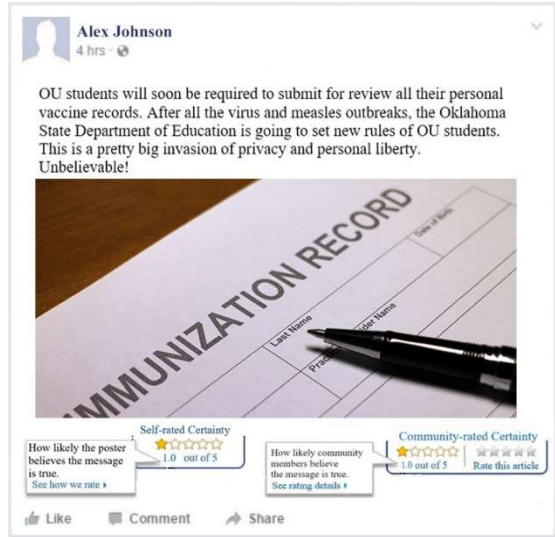 Alex Johnson
4 hrs ·
OU students will soon be required to submit for review all their personal
vaccine records. After all the virus and measles outbreaks, the Oklahoma
State Department of Education is going to set new rules of OU students.
This is a pretty big invasion of privacy and personal liberty.
Unbelievable!
MMUNIZATION RECORD
Date of Birth
Last Name
Practi
der Name
Self-rated Certainty
1.0 out of 5
How likely the poster
believes the message
is true.
See how we rate
Community-rated Certainty
1.0 out of 5
Rate this article
How likely community
members believe
the message is true.
See rating details
Like
Comment
Share